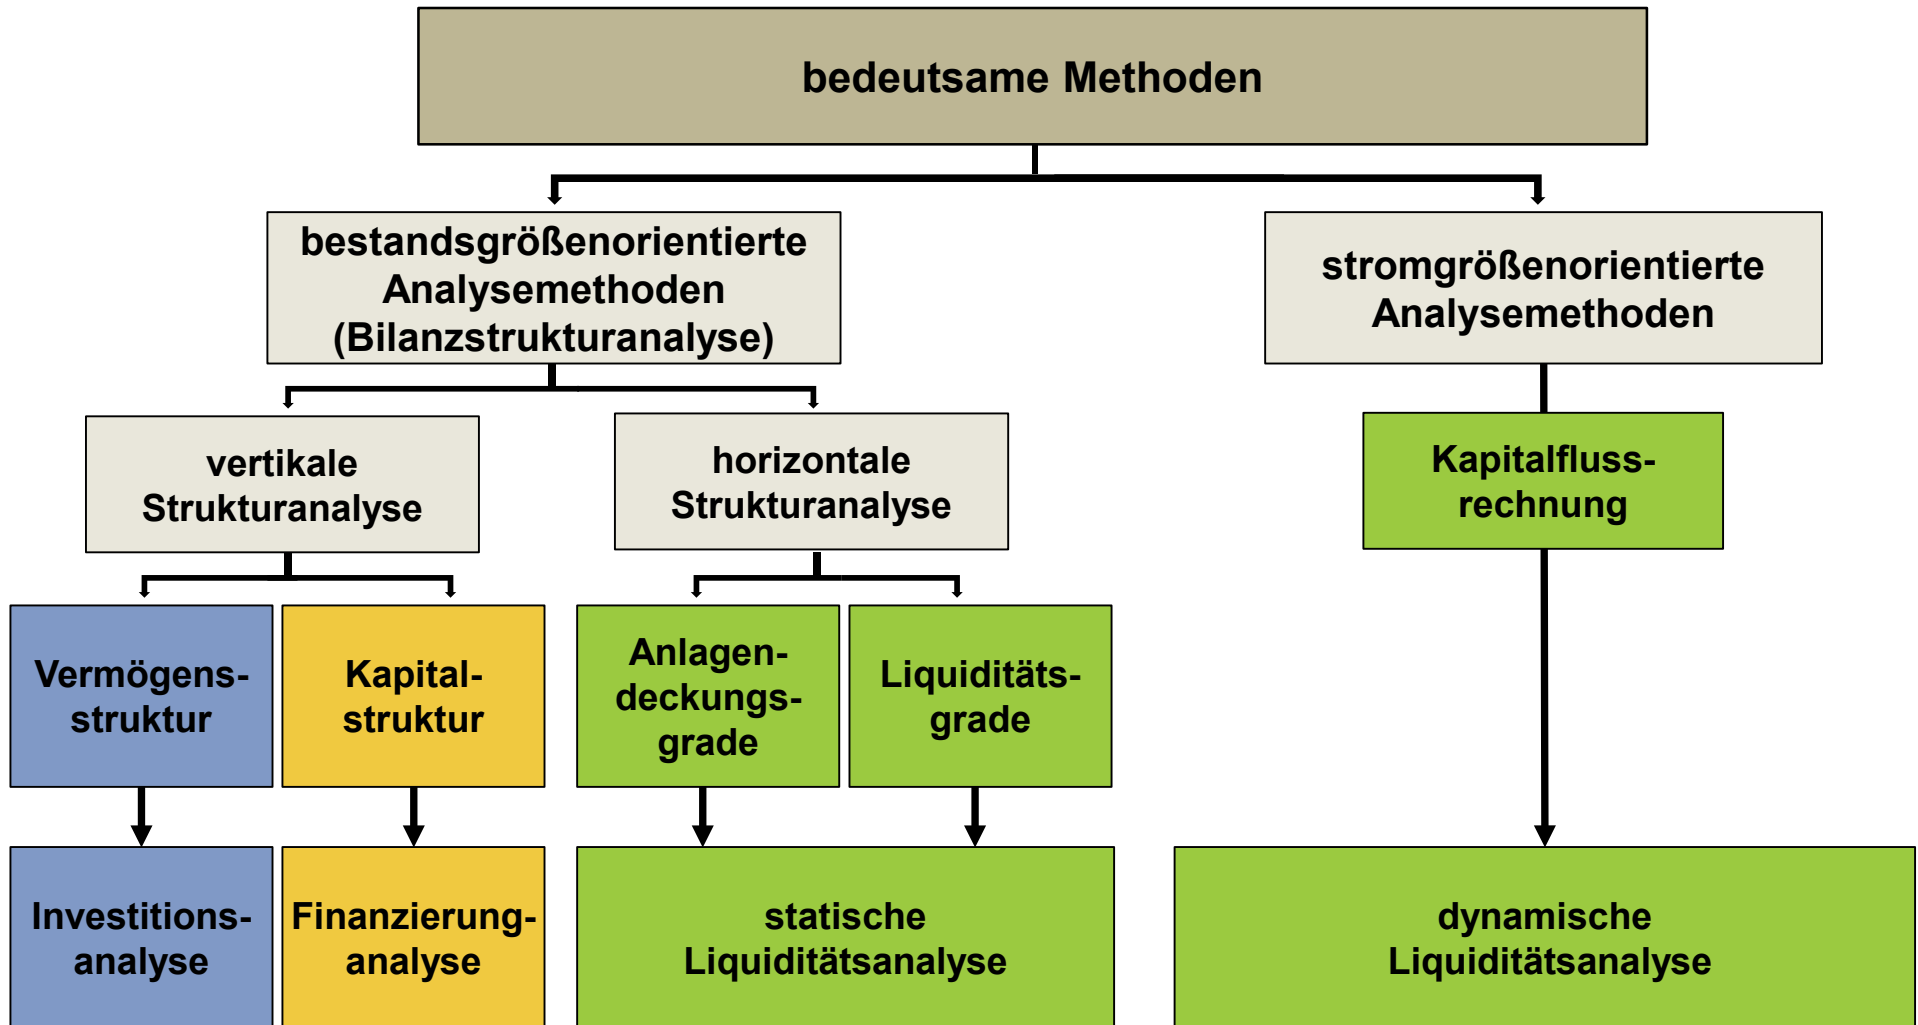 bedeutsame Methoden
bestandsgrößenorientierte
Analysemethoden
(Bilanzstrukturanalyse)
stromgrößenorientierte
Analysemethoden
vertikale
Strukturanalyse
horizontale
Strukturanalyse
Kapitalfluss-
rechnung
Vermögens-
struktur
Kapital-
struktur
Anlagen-
deckungs-
grade
Liquiditäts-
grade
Investitions-
analyse
Finanzierung-
analyse
statische
Liquiditätsanalyse
dynamische
Liquiditätsanalyse